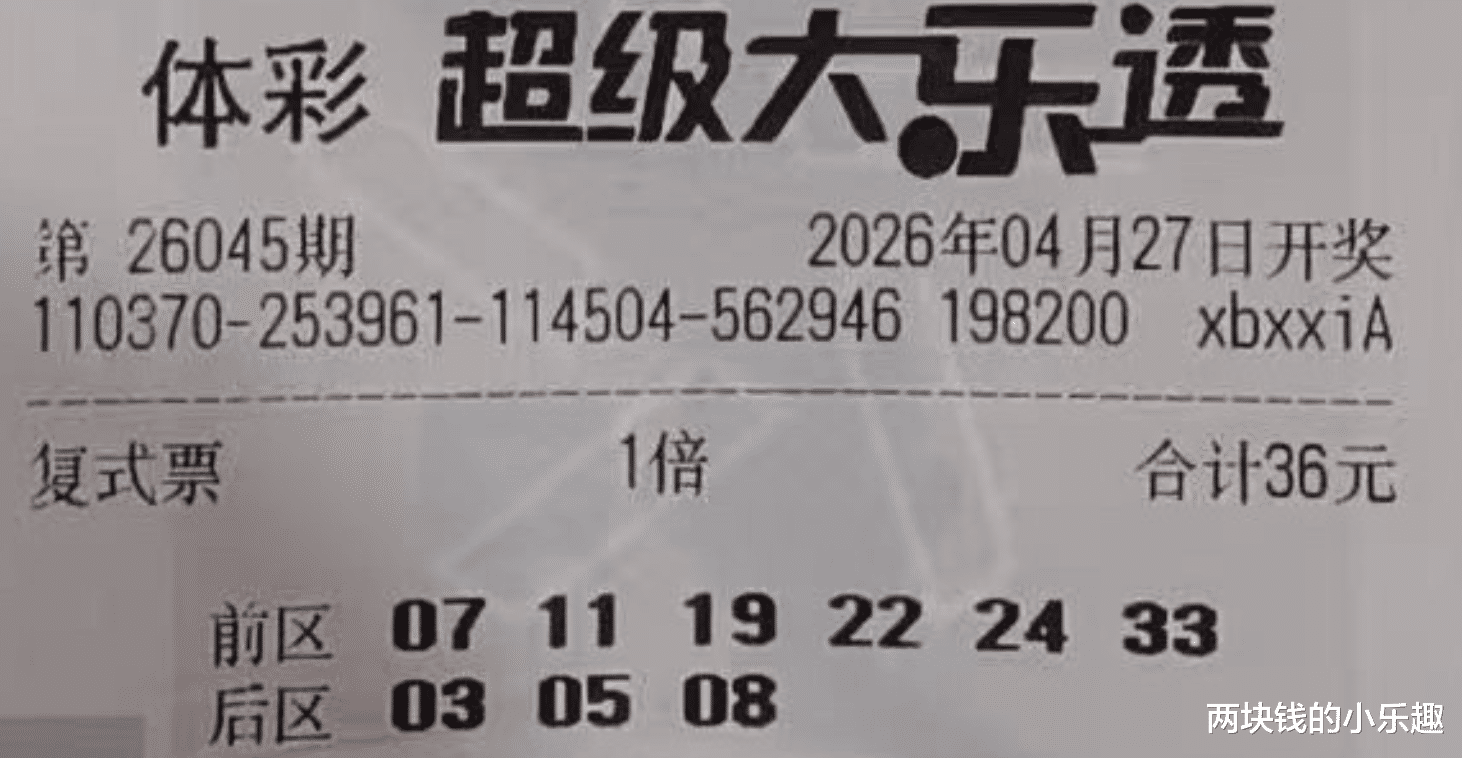 体彩 超级大乐透
第 26045期 2026年04月27日开奖
110370-253961-114504-562946 198200 xbxxiA
复式票 1倍 合计36元
前区 07 11 19 22 24 33
后区 03 05 08
两块钱的小乐趣